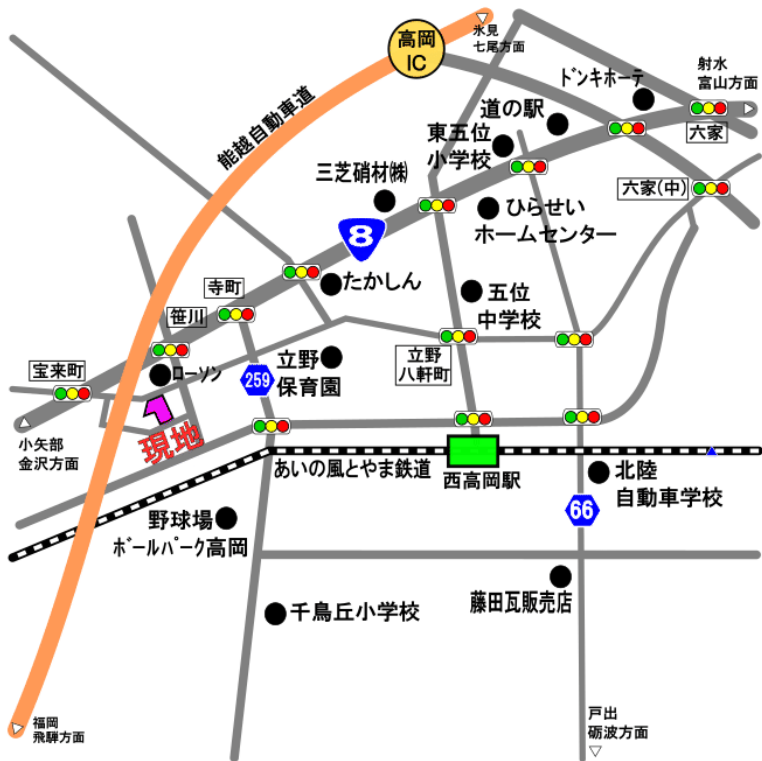 氷見
七尾方面
高岡
IC
射水
富山方面
ドンキホーテ
道の駅
六家
能越自動車道
東五位
小学校
三芝硝材㈱
六家(中)
ひらせい
ホームセンター
8
たかしん
寺町
五位
中学校
笹川
立野
八軒町
立野
保育園
宝来町
ローソン
259
現地
小矢部
金沢方面
あいの風とやま鉄道
西高岡駅
北陸
自動車学校
66
野球場
ボールパーク高岡
藤田瓦販売店
千鳥丘小学校
福岡
飛騨方面
戸出
砺波方面